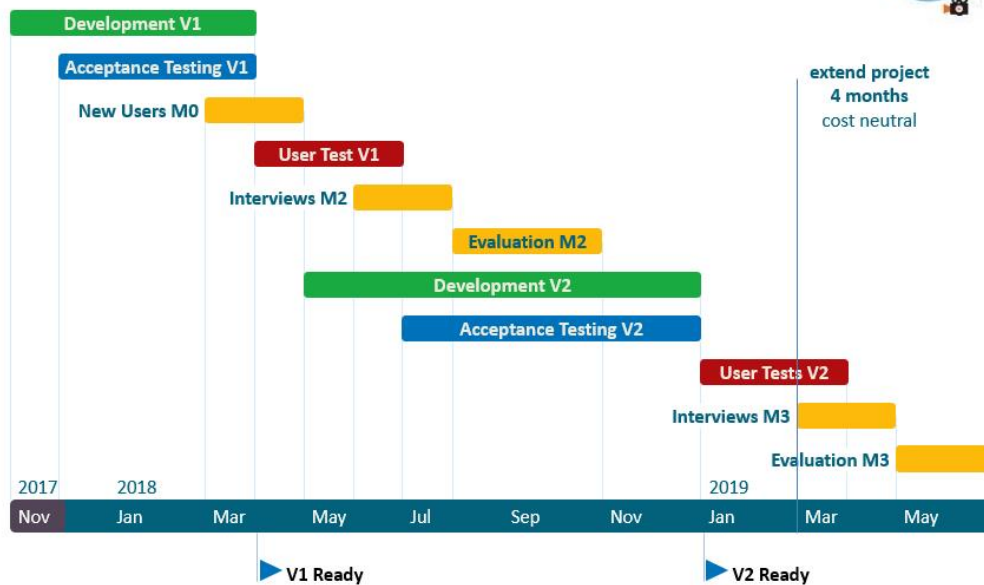 Development V1
Acceptance Testing V1
extend project
4 months
cost neutral
New Users M0
User Test V1
Interviews M2
Evaluation M2
Development V2
Acceptance Testing V2
User Tests V2
Interviews M3
Evaluation M3
2017 2018 2019
Nov Jan Mar May Jul Sep Nov Jan Mar May
V1 Ready V2 Ready